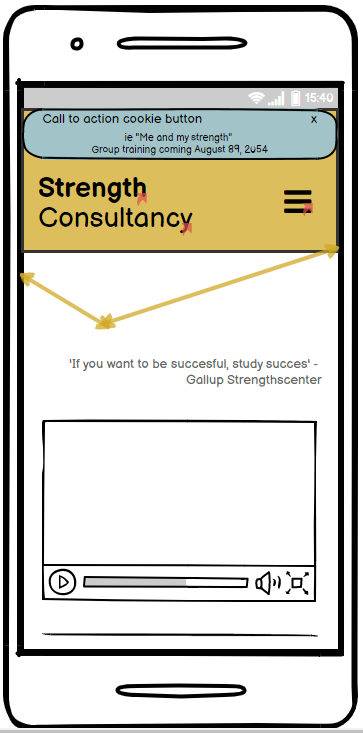 15:40
Call to action cookie button x
ie "Me and my strength"
Group training coming August 89, 2054
Strength
Consultancy
'If you want to be succesful, study succes' -
Gallup Strengthscenter